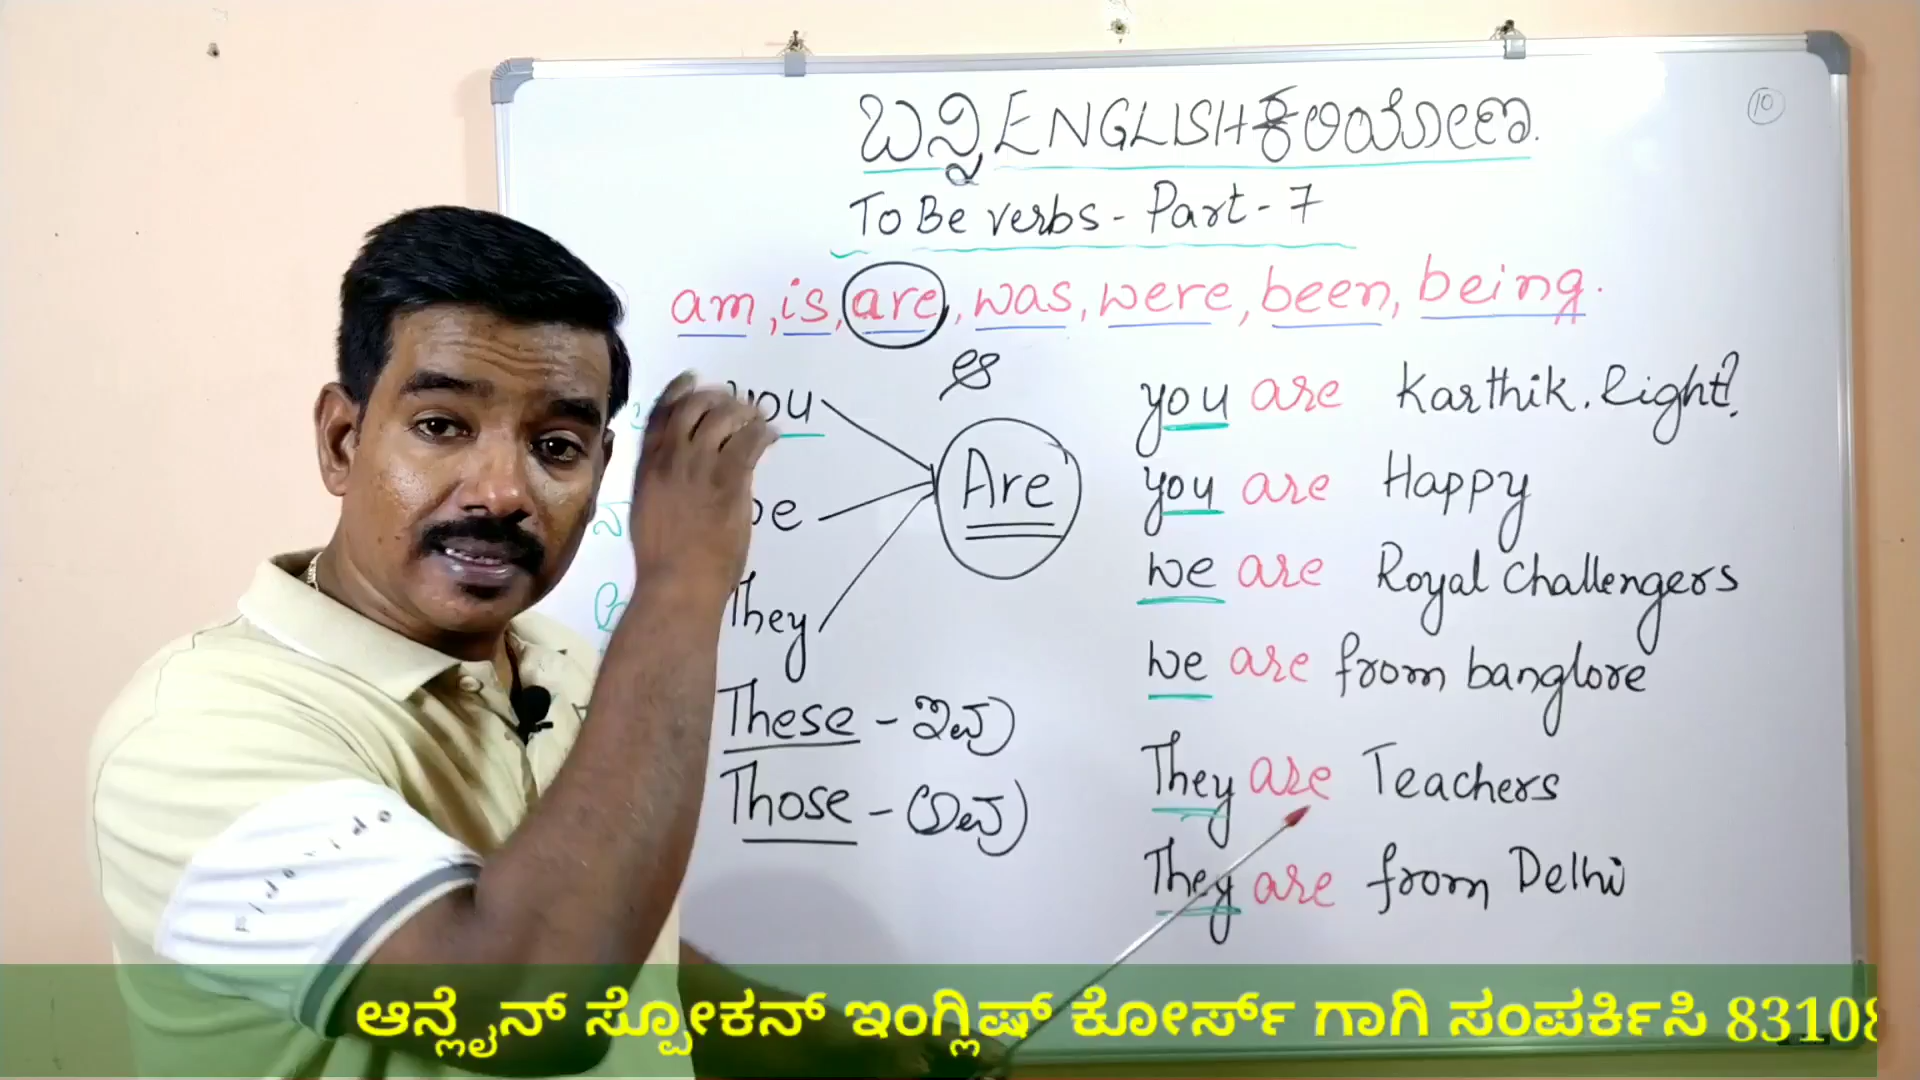 ಬನ್ನಿ ENGLISH ಕಲಿಯೋಣ.
10
To Be verbs - Part - 7
am, is, are, was, were, been, being.
you
ಆರ್
Are
They
These - ಇವು
Those - (ಅವು)
you are Karthik. Right?
you are Happy
we are Royal challengers
we are from banglore
They are Teachers
They are from Delhi
ಆನ್ಲೈನ್ ಸ್ಪೋಕನ್ ಇಂಗ್ಲಿಷ್ ಕೋರ್ಸ್ ಗಾಗಿ ಸಂಪರ್ಕಿಸಿ 8310